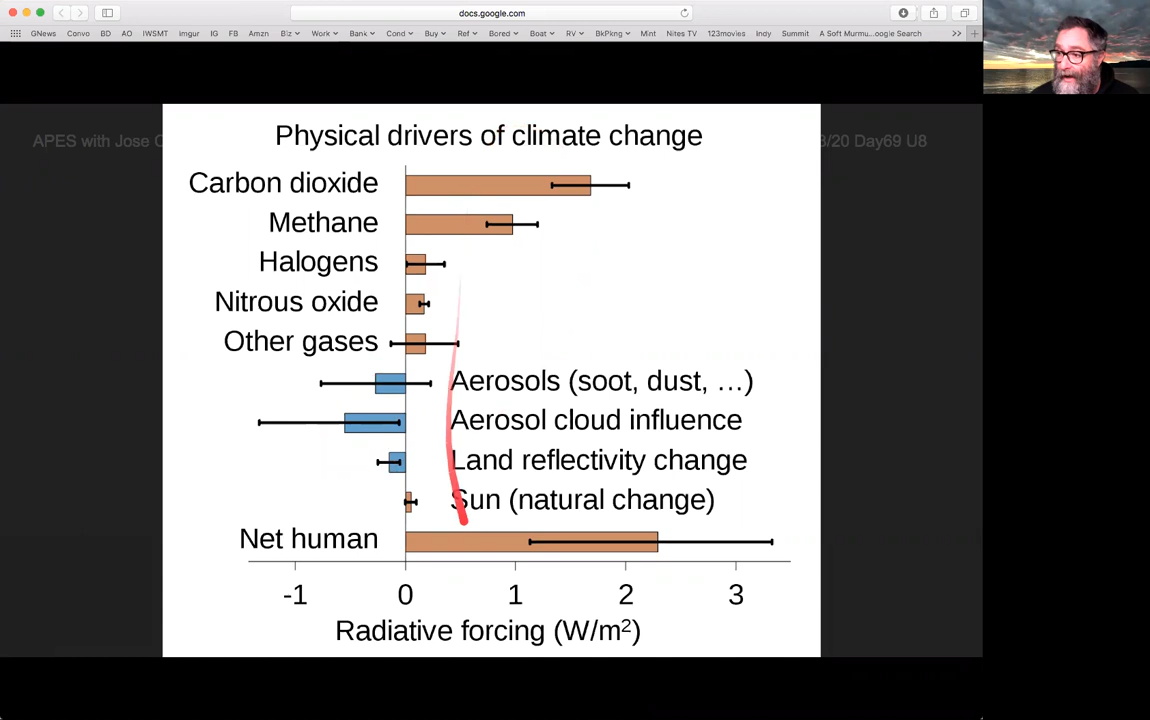 docs.google.com
GNews Convo BD AO IWSMT imgur IG FB Amzn Biz Work Bank Cond Buy Ref Bored Boat RV BkPkng Mint Nites TV 123movies Indy Summit A Soft Murmu...oogle Search >>
APES with Jose 3/20 Day69 U8
Physical drivers of climate change
Carbon dioxide
Methane
Halogens
Nitrous oxide
Other gases
Aerosols (soot, dust, …)
Aerosol cloud influence
Land reflectivity change
Sun (natural change)
Net human
-1 0 1 2 3
Radiative forcing (W/m²)